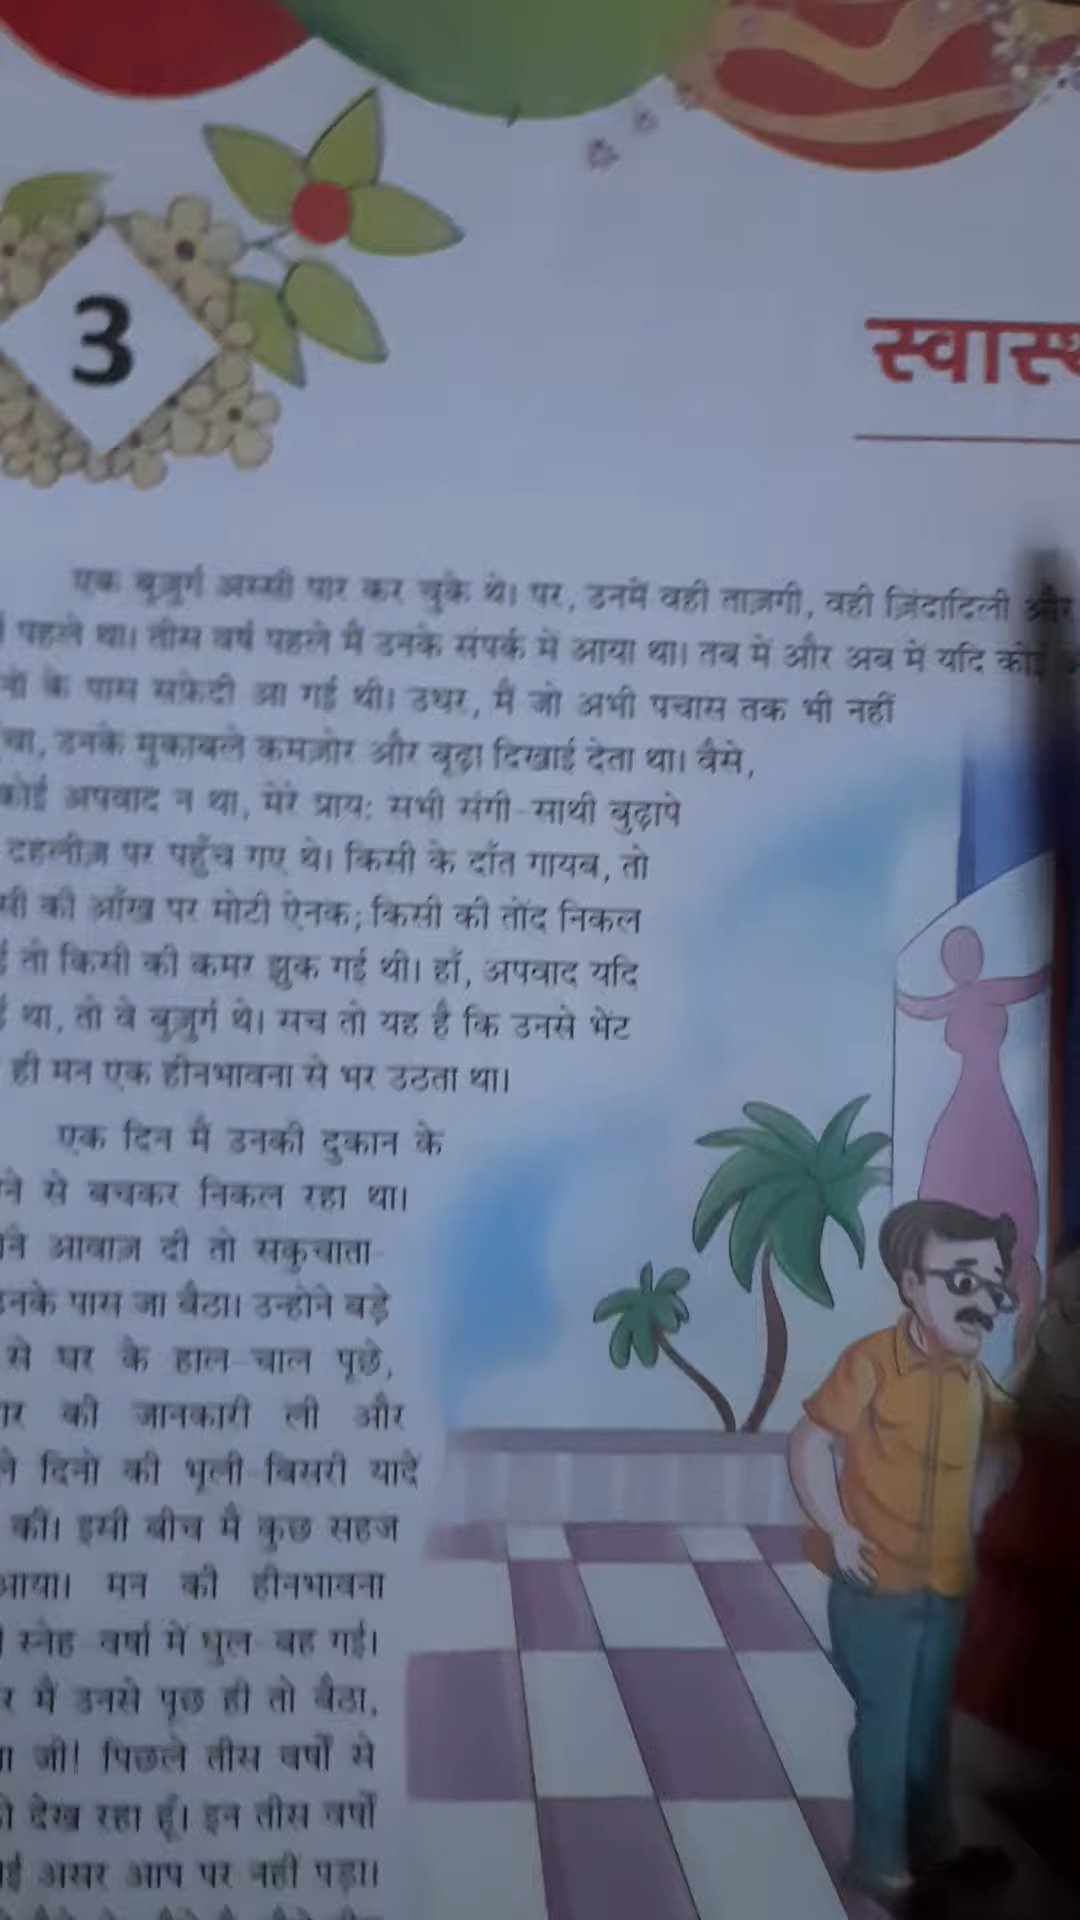 3
एक बुज़ुर्ग अस्सी पार कर चुके थे। पर, उनमें वही ताज़गी, वही ज़िंदादिली और
पहले था। तीस वर्ष पहले मैं उनके संपर्क में आया था। तब में और अब में यदि कोई
के पास सफ़ेदी आ गई थी। उधर, मैं जो अभी पचास तक भी नहीं
उनके मुकाबले कमज़ोर और बूढ़ा दिखाई देता था। वैसे,
कोई अपवाद न था, मेरे प्रायः सभी संगी-साथी बुढ़ापे
दहलीज़ पर पहुँच गए थे। किसी के दाँत गायब, तो
की आँख पर मोटी ऐनक; किसी की तोंद निकल
तो किसी की कमर झुक गई थी। हाँ, अपवाद यदि
था, तो वे बुज़ुर्ग थे। सच तो यह है कि उनसे भेंट
ही मन एक हीनभावना से भर उठता था।
एक दिन मैं उनकी दुकान के
से बचकर निकल रहा था।
आवाज़ दी तो सकुचाता-
उनके पास जा बैठा। उन्होंने बड़े
से घर के हाल-चाल पूछे,
की जानकारी ली और
दिनों की भूली-बिसरी यादें
कीं। इसी बीच मैं कुछ सहज
आया। मन की हीनभावना
स्नेह वर्षा में धुल-बह गई।
मैं उनसे पूछ ही तो बैठा,
जी! पिछले तीस वर्षों से
देख रहा हूँ। इन तीस वर्षों
असर आप पर नहीं पड़ा।